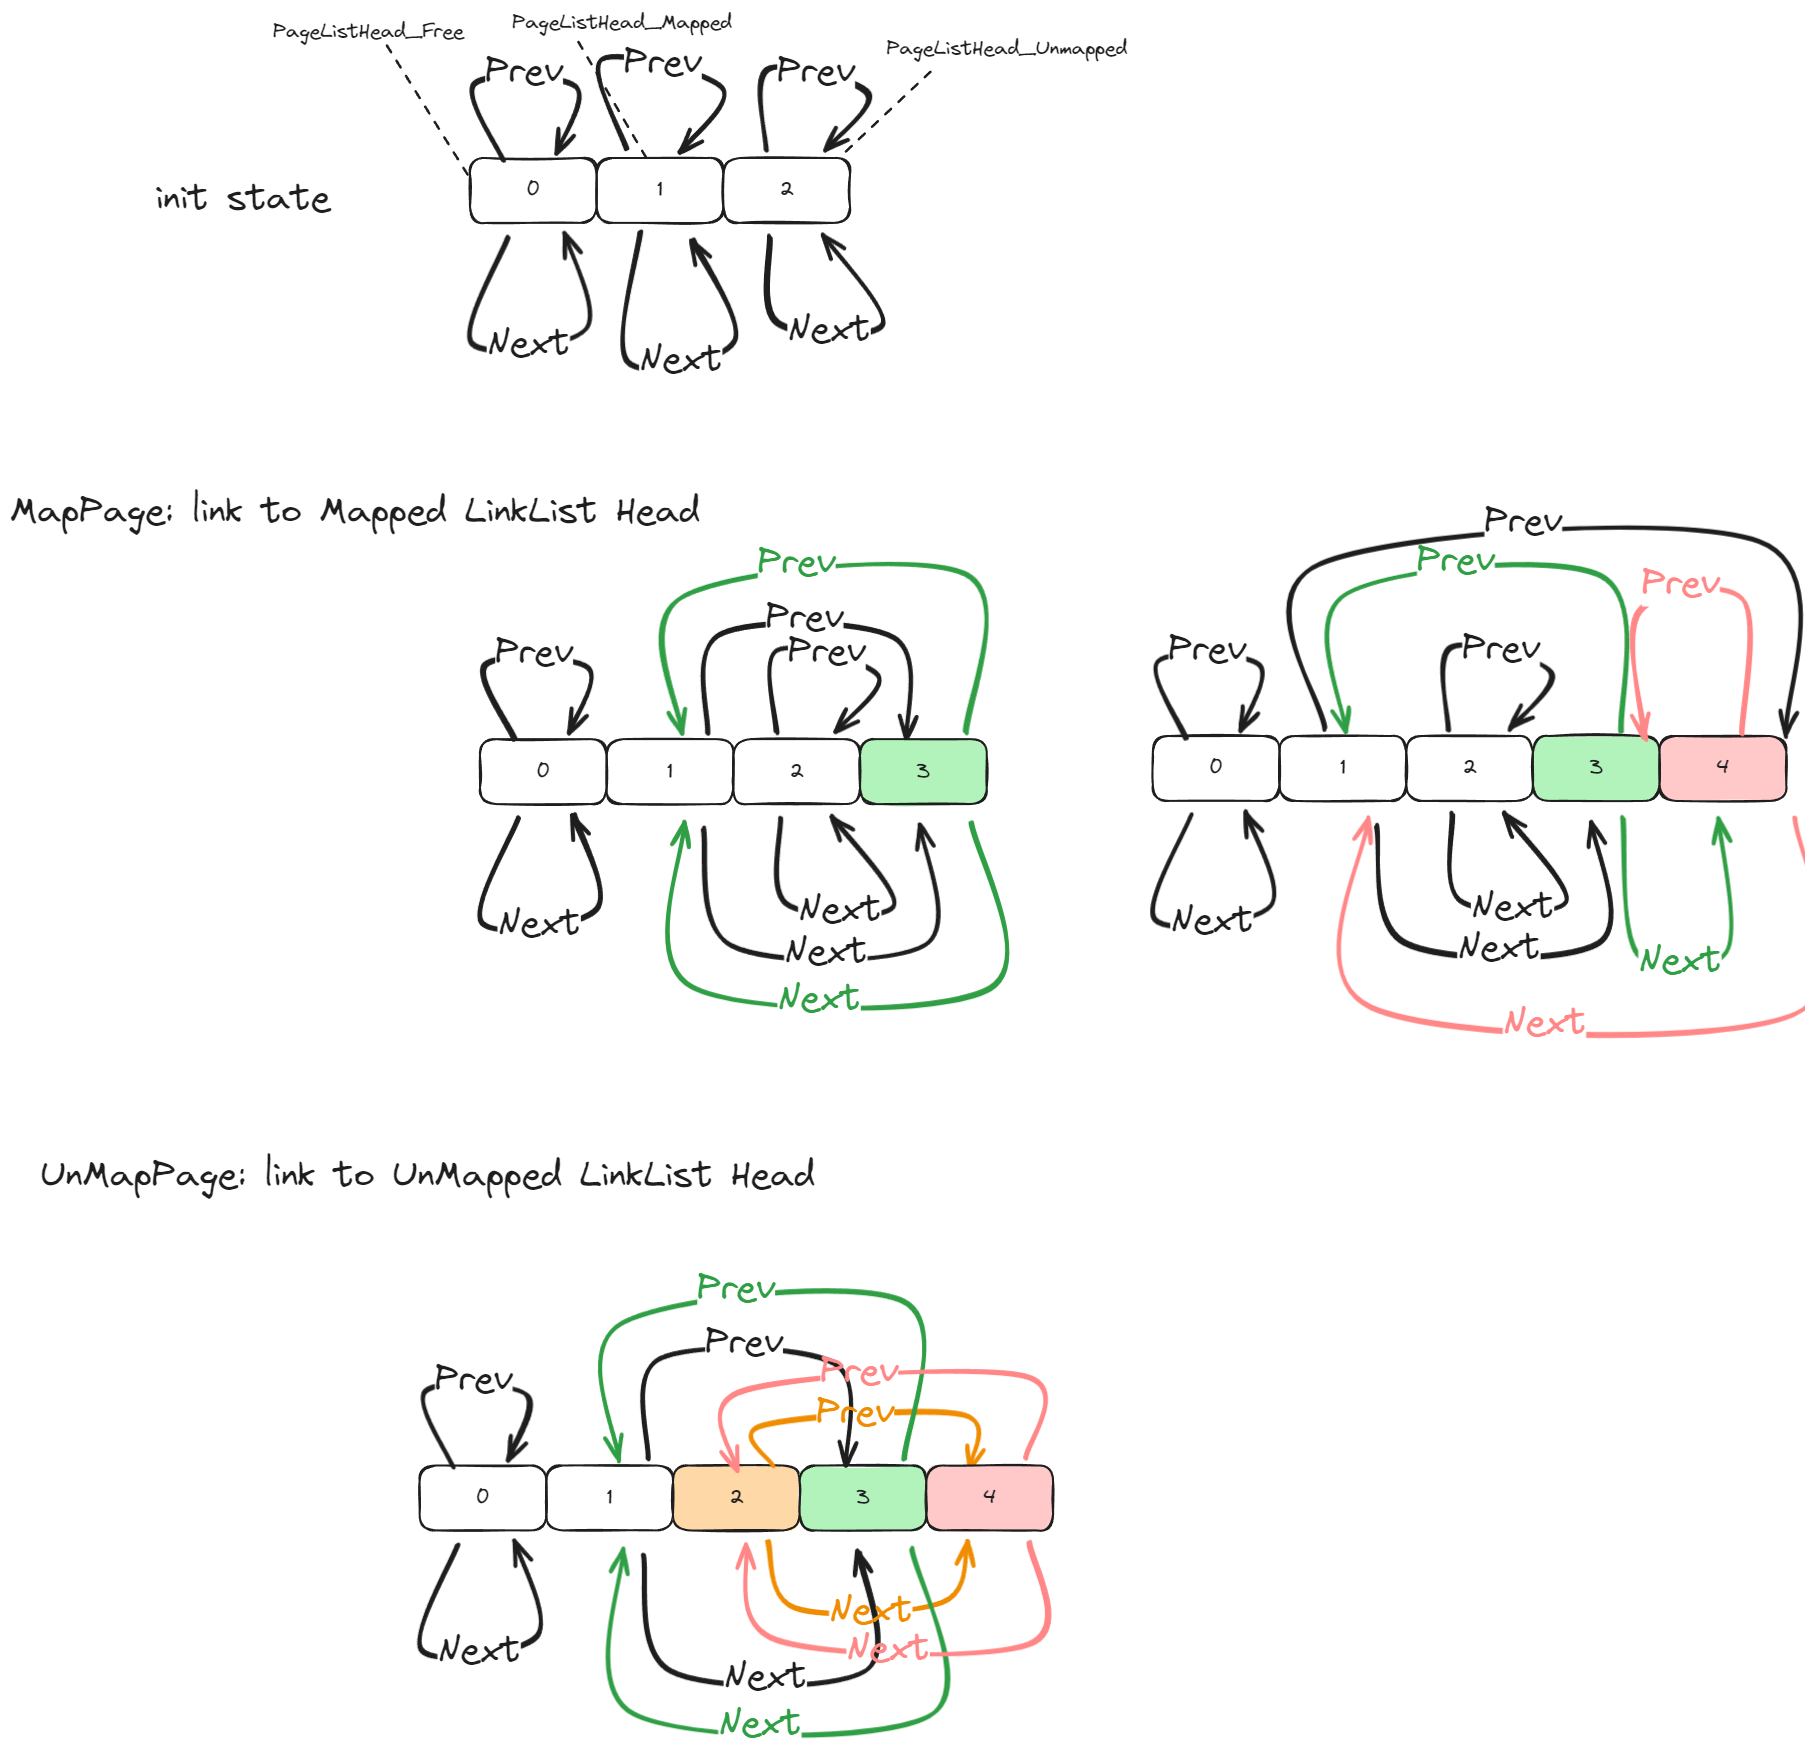 PageListHead_Free
PageListHead_Mapped
PageListHead_Unmapped
Prev
Prev
Prev
init state
0
1
2
Next
Next
Next
MapPage: link to Mapped LinkList Head
Prev
Prev
Prev
Prev
0
1
2
3
Next
Next
Next
Next
Prev
Prev
Prev
Prev
Prev
0
1
2
3
4
Next
Next
Next
Next
Next
UnMapPage: link to UnMapped LinkList Head
Prev
Prev
Prev
Prev
Prev
0
1
2
3
4
Next
Next
Next
Next
Next